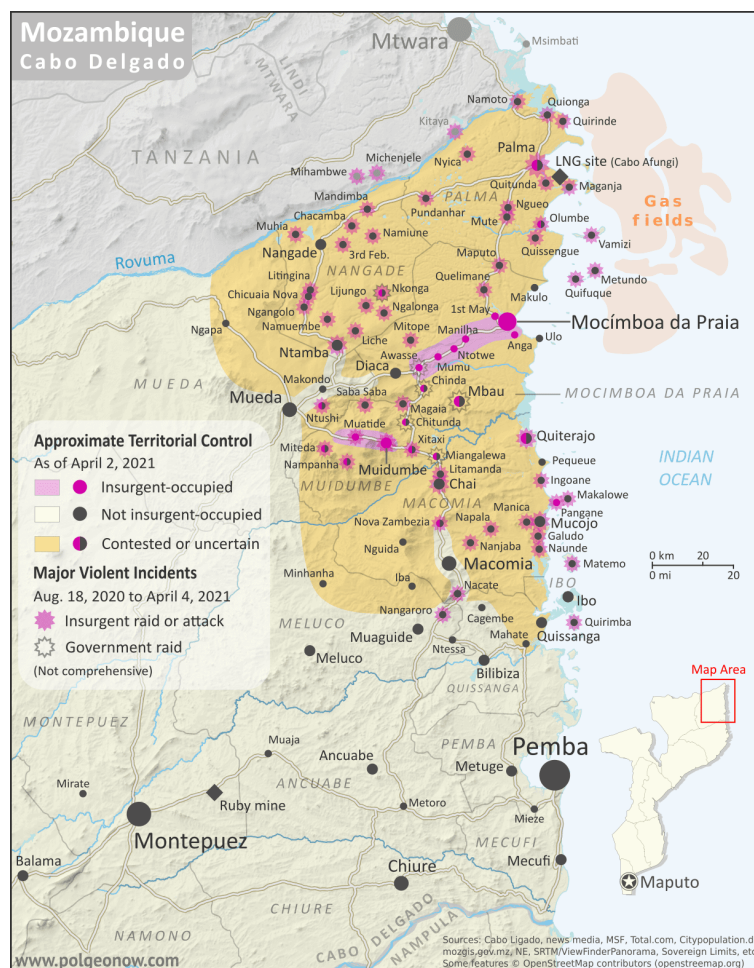 Mozambique
Cabo Delgado
Mtwara
Msimbati
LINDI
MTWARA
Namoto
Quionga
Quirinde
Kitaya
TANZANIA
Palma
Nyica
LNG site (Cabo Afungi)
Michenjele
Mihambwe
Quitunda
Maganja
Mandimba
PALMA
Gas
fields
Pundanhar
Ngueo
Chacamba
Mute
Olumbe
Muhia
Namiune
Vamizi
Rovuma
Nangade
3rd Feb.
Quissengue
Maputo
NANGADE
Metundo
Litingina
Quelimane
Quifuque
Chicuaia Nova
Lijungo
Nkonga
Makulo
Ngangolo
Ngalonga
1st May
Namuembe
Mocímboa da Praia
Ngapa
Mitope
Manilha
Liche
Anga
Ulo
Ntamba
Awasse
Ntotwe
Diaca
Mumu
MUEDA
Makondo
Chinda
Saba Saba
Mbau
MOCIMBOA DA PRAIA
Mueda
Magaia
Ntushi
Chitunda
Muatide
Approximate Territorial Control
As of April 2, 2021
Insurgent-occupied
Not insurgent-occupied
Contested or uncertain
Major Violent Incidents
Aug. 18, 2020 to April 4, 2021
Insurgent raid or attack
Government raid
(Not comprehensive)
Xitaxi
Quiterajo
Miteda
Miangalewa
INDIAN
OCEAN
Nampanha
Muidumbe
Litamanda
Pequeue
MUIDUMBE
Chai
Ingoane
Makalowe
MACOMIA
Manica
Pangane
Nova Zambezia
Napala
Mucojo
Galudo
Nguida
Nanjaba
Naunde
0 km
20
0 mi
20
Macomia
Matemo
Minhanha
Iba
IBO
Nacate
Ibo
Nangaroro
Cagembe
Quirimba
MELUCO
Muaguide
Mahate
Quissanga
Ntessa
Meluco
Bilibiza
Map Area
QUISSANGA
MONTEPUEZ
Muaja
PEMBA
Pemba
Ancuabe
Metuge
ANCUABE
Mirate
Ruby mine
Metoro
Mieze
Montepuez
MECUFI
Balama
Mecufi
Chiure
Maputo
CHIURE
CABO DELGADO
NAMPULA
NAMONO
www.polgeonow.com
Sources: Cabo Ligado, news media, MSF, Total.com, Citypopulation.d
mozgis.gov.mz, NE, SRTM/ViewFinderPanorama, Sovereign Limits, etc
Some features © OpenStreetMap contributors (openstreetmap.org)